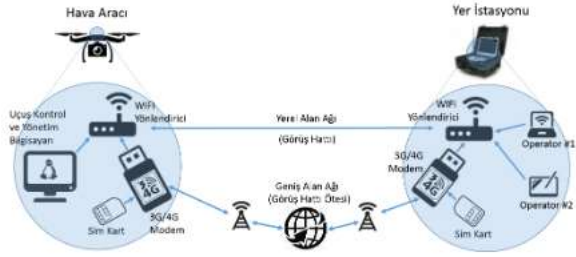 Hava Aracı
Yer İstasyonu
Uçuş Kontrol
ve Yönetim
Bilgisayarı
WiFi
Yönlendirici
3G/4G
Modem
Sim Kart
4G
Yerel Alan Ağı
(Görüş Hattı)
Geniş Alan Ağı
(Görüş Hattı Ötesi)
WiFi
Yönlendirici
3G/4G
Modem
Sim Kart
4G
Operator #1
Operator #2